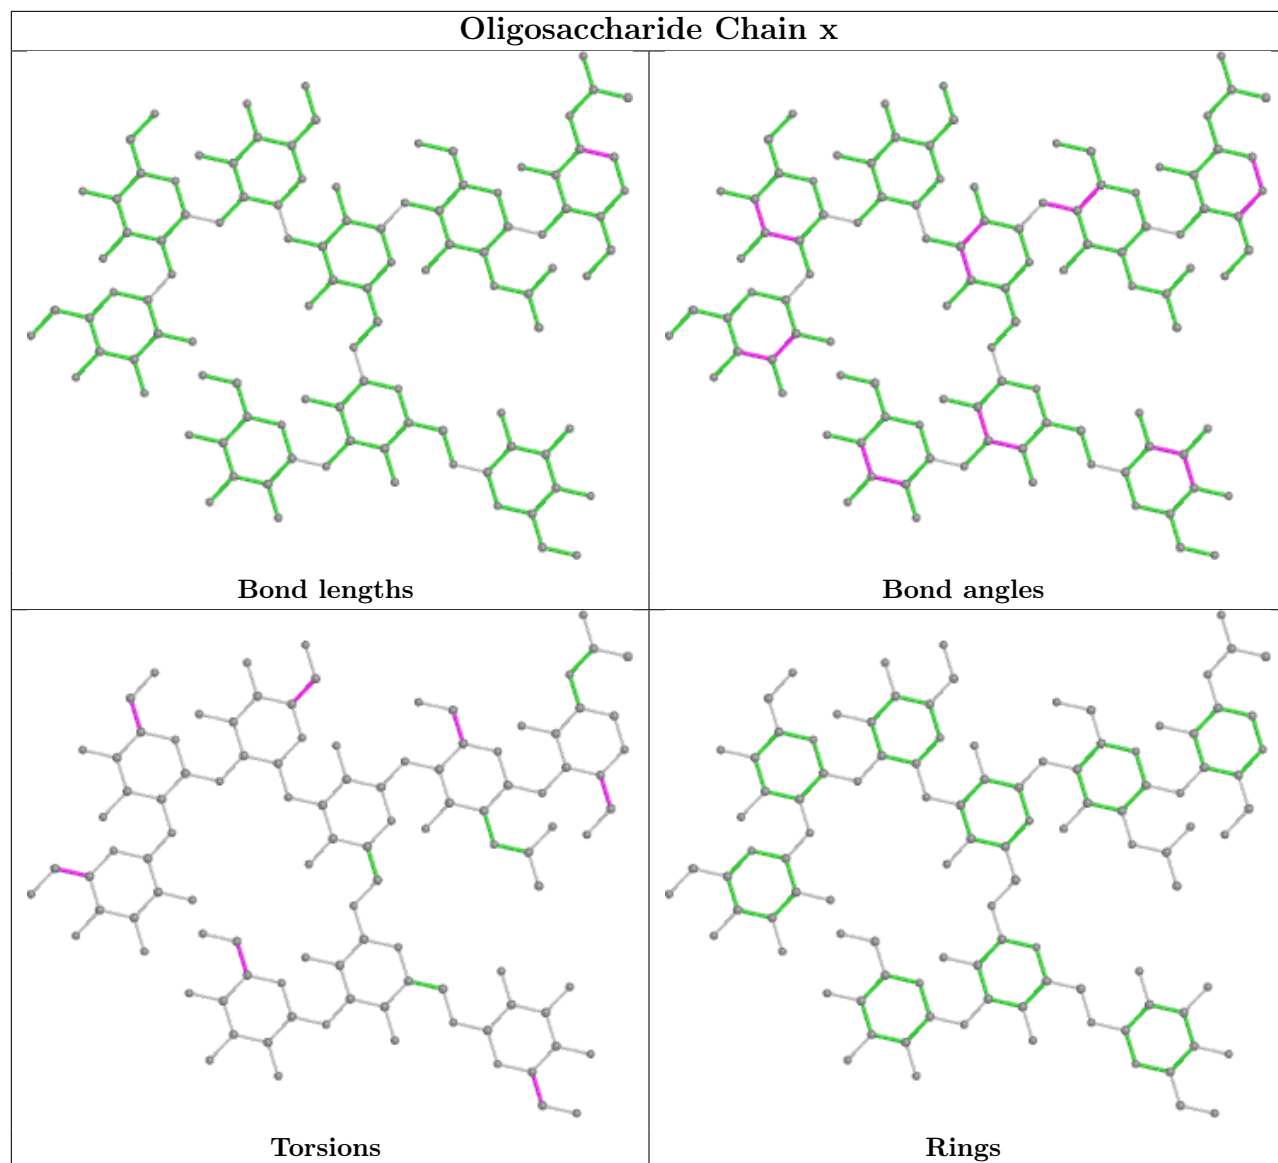 Oligosaccharide Chain x
Bond lengths
Bond angles
Torsions
Rings